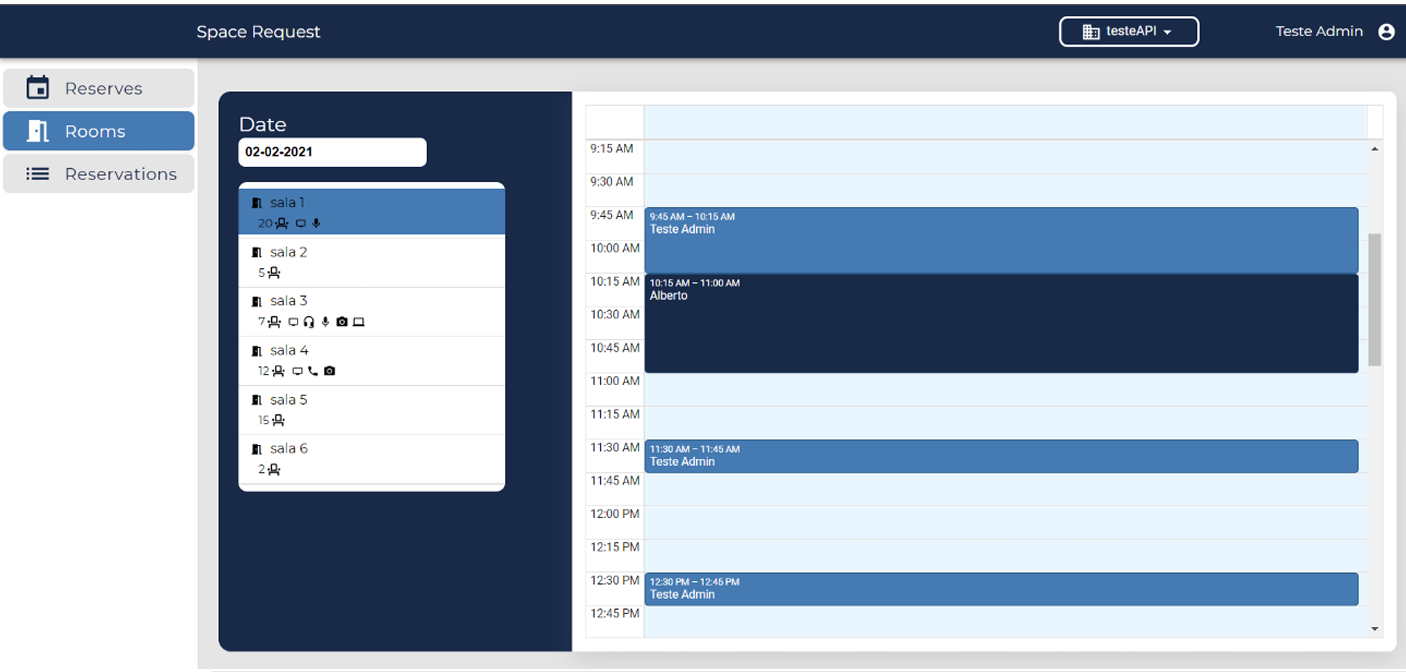 Space Request
testeAPI
Teste Admin
Reserves
Rooms
Reservations
Date
02-02-2021
sala 1
20
sala 2
5
sala 3
7
sala 4
12
sala 5
15
sala 6
2
9:15 AM
9:30 AM
9:45 AM
9:45 AM – 10:15 AM
Teste Admin
10:00 AM
10:15 AM
10:15 AM – 11:00 AM
Alberto
10:30 AM
10:45 AM
11:00 AM
11:15 AM
11:30 AM
11:30 AM – 11:45 AM
Teste Admin
11:45 AM
12:00 PM
12:15 PM
12:30 PM
12:30 PM – 12:45 PM
Teste Admin
12:45 PM